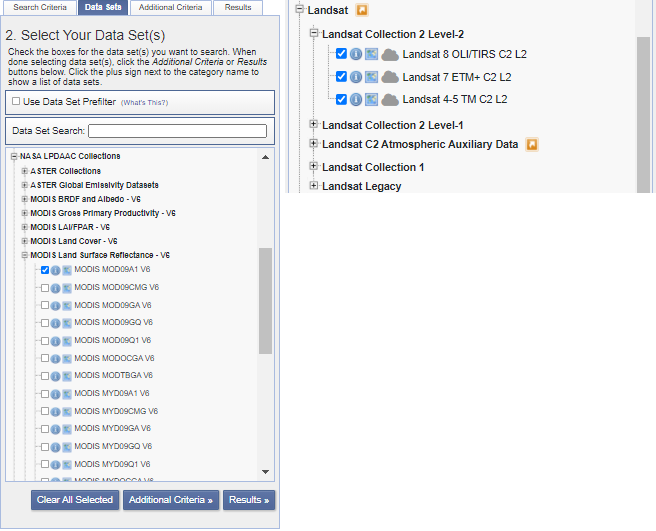 Search Criteria
Data Sets
Additional Criteria
Results
2. Select Your Data Set(s)
Check the boxes for the data set(s) you want to search. When
done selecting data set(s), click the Additional Criteria or Results
buttons below. Click the plus sign next to the category name to
show a list of data sets.
Use Data Set Prefilter (What's This?)
Data Set Search:
NASA LPDAAC Collections
ASTER Collections
ASTER Global Emissivity Datasets
MODIS BRDF and Albedo - V6
MODIS Gross Primary Productivity - V6
MODIS LAI/FPAR - V6
MODIS Land Cover - V6
MODIS Land Surface Reflectance - V6
MODIS MOD09A1 V6
MODIS MOD09CMG V6
MODIS MOD09GA V6
MODIS MOD09GQ V6
MODIS MOD09Q1 V6
MODIS MODOCGA V6
MODIS MODTBGA V6
MODIS MYD09A1 V6
MODIS MYD09CMG V6
MODIS MYD09GA V6
MODIS MYD09GQ V6
MODIS MYD09Q1 V6
MODIS MYDOCGA V6
Clear All Selected
Additional Criteria »
Results »
Landsat
Landsat Collection 2 Level-2
Landsat 8 OLI/TIRS C2 L2
Landsat 7 ETM+ C2 L2
Landsat 4-5 TM C2 L2
Landsat Collection 2 Level-1
Landsat C2 Atmospheric Auxiliary Data
Landsat Collection 1
Landsat Legacy